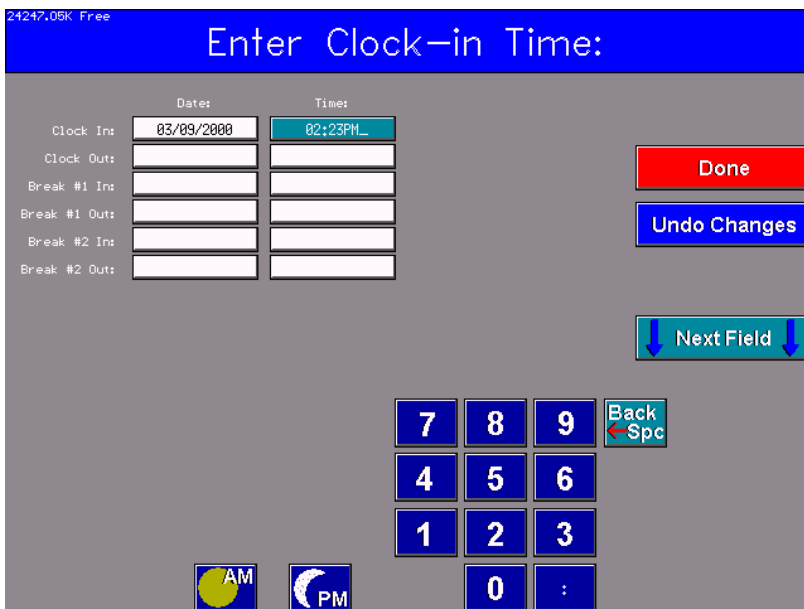 24247.05K Free
Enter Clock-in Time:
Date: Time:
Clock In: 03/09/2000 02:23PM_
Clock Out:
Break #1 In:
Break #1 Out:
Break #2 In:
Break #2 Out:
Done
Undo Changes
Next Field
7 8 9 Back
Spc
4 5 6
1 2 3
AM PM 0 :